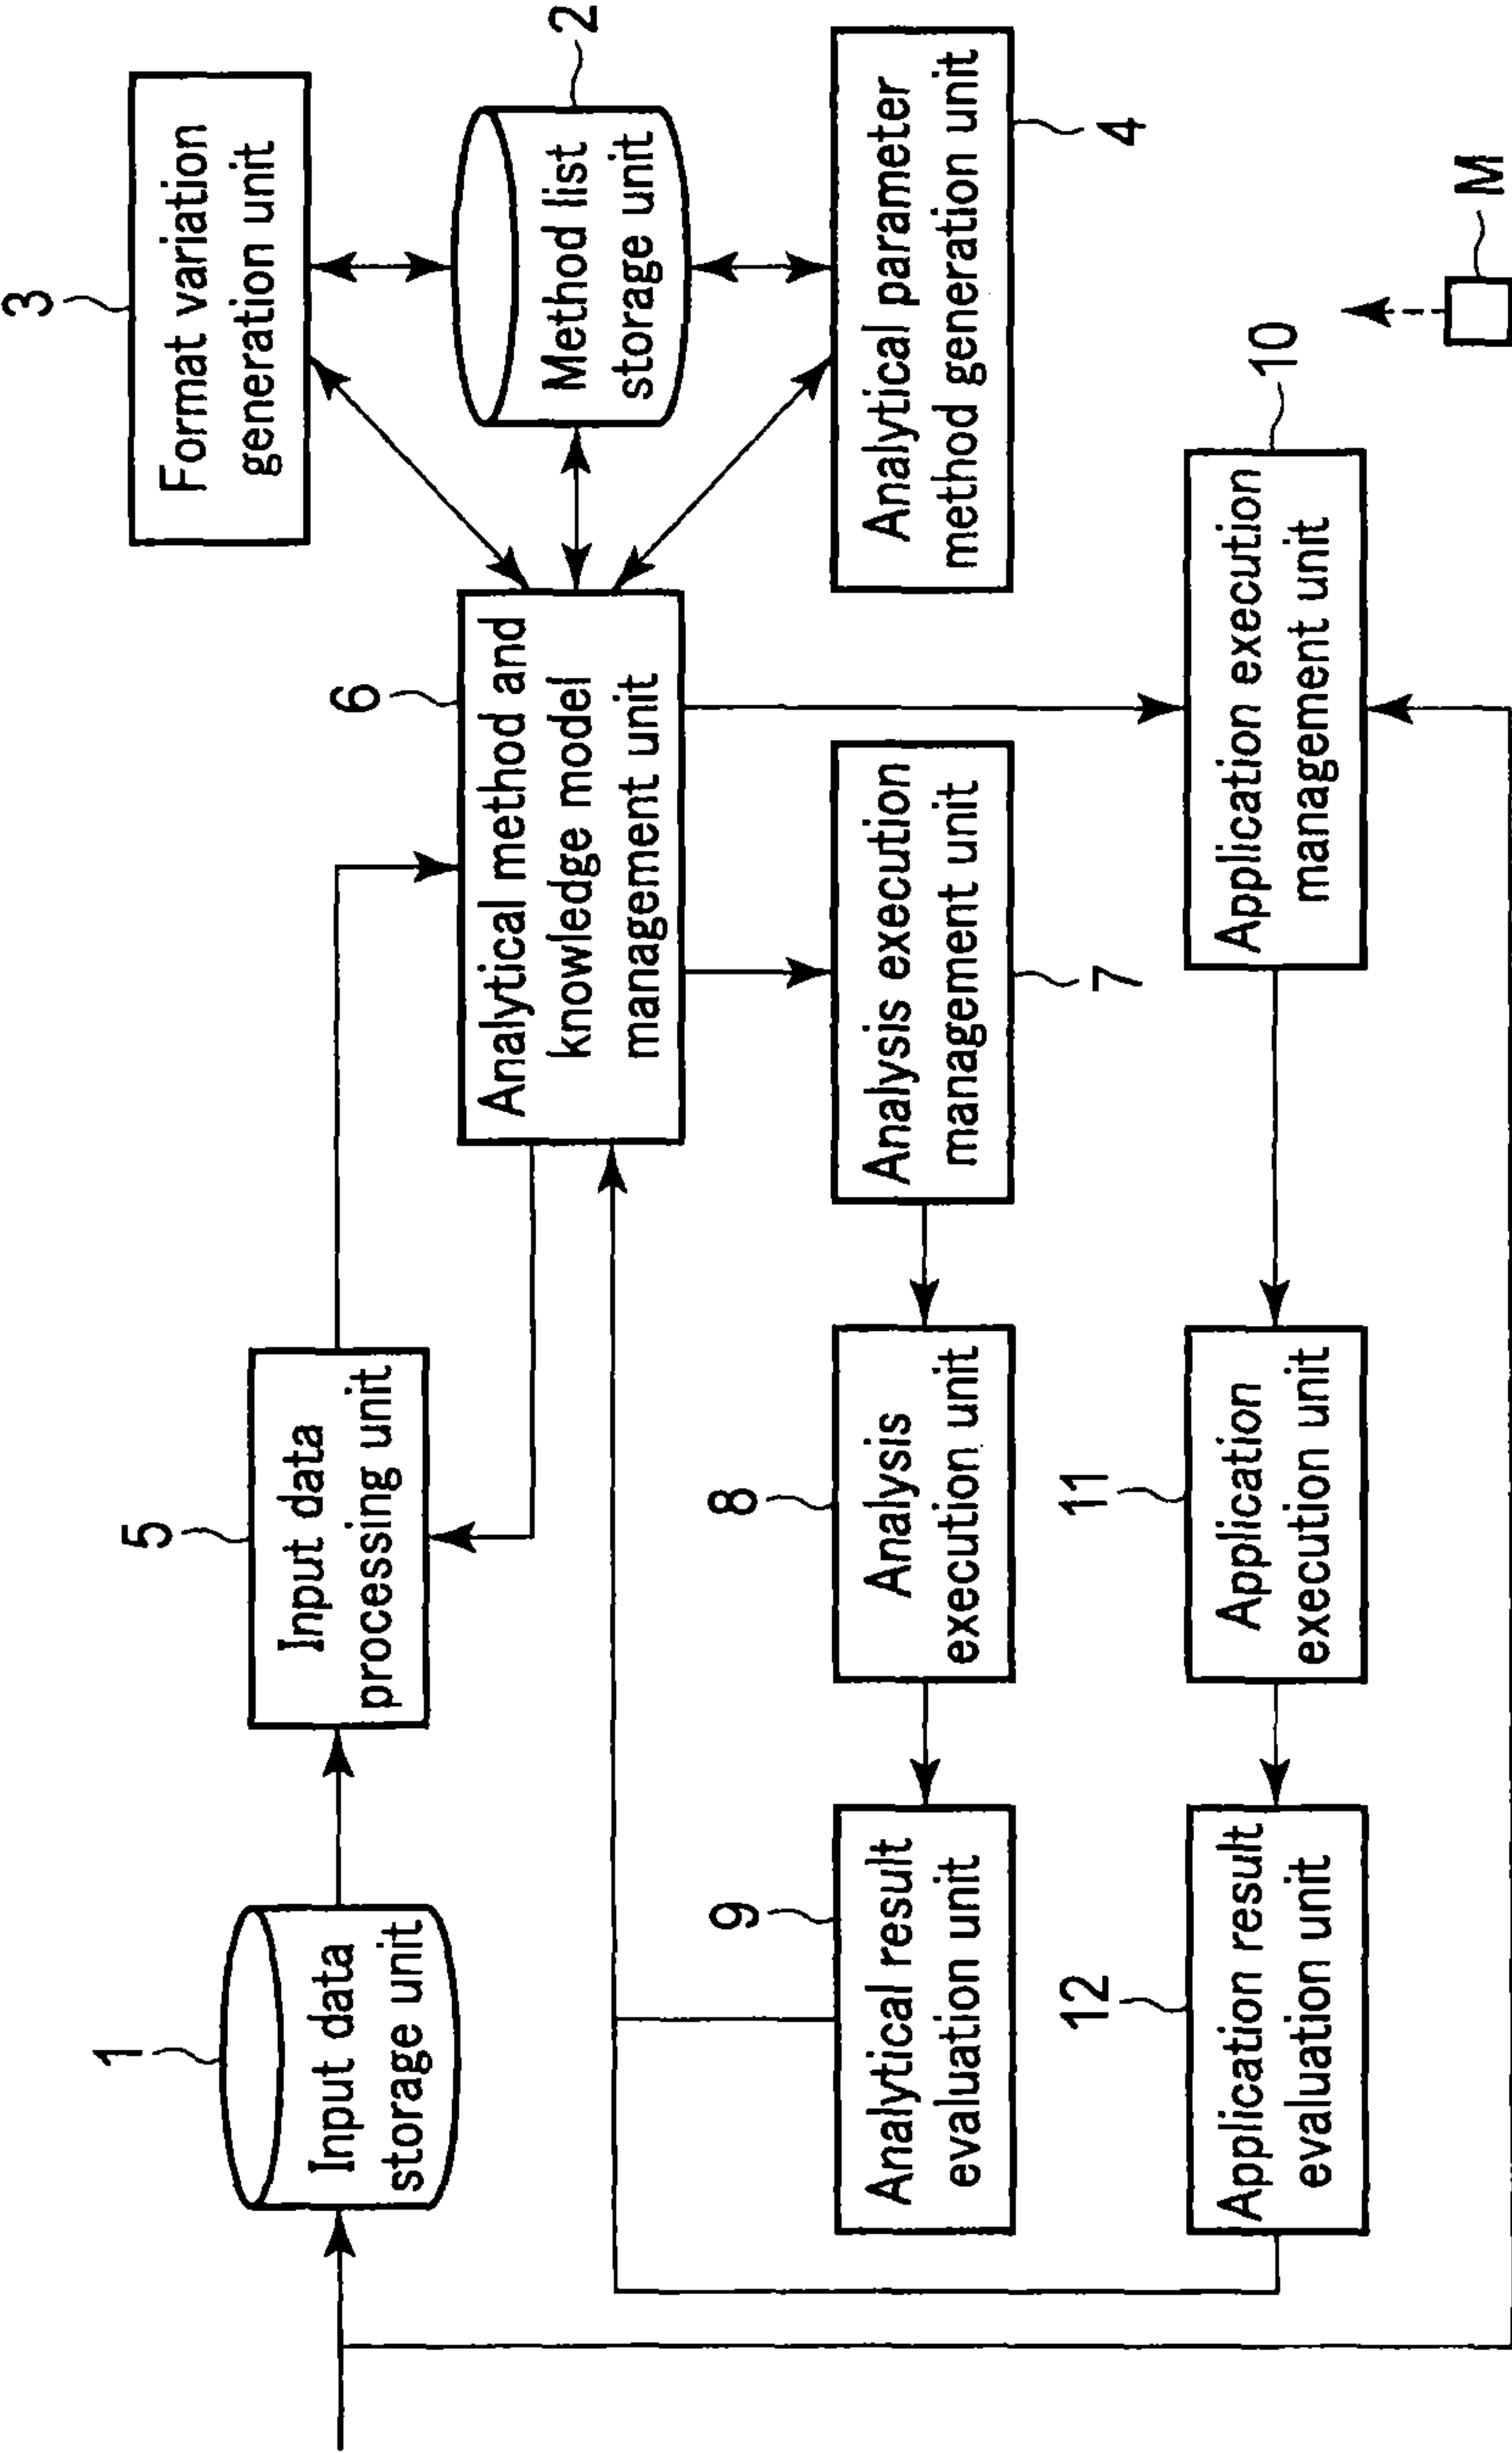 1
Input data
storage unit
5
Input data
processing unit
6
Analytical method and
knowledge model
management unit
3
Format variation
generation unit
2
Method list
storage unit
Analytical parameter
method generation unit
4
9
Analytical result
evaluation unit
8
Analysis
execution unit
Analysis execution
management unit
7
12
Application result
evaluation unit
11
Application
execution unit
10
Application execution
management unit
M